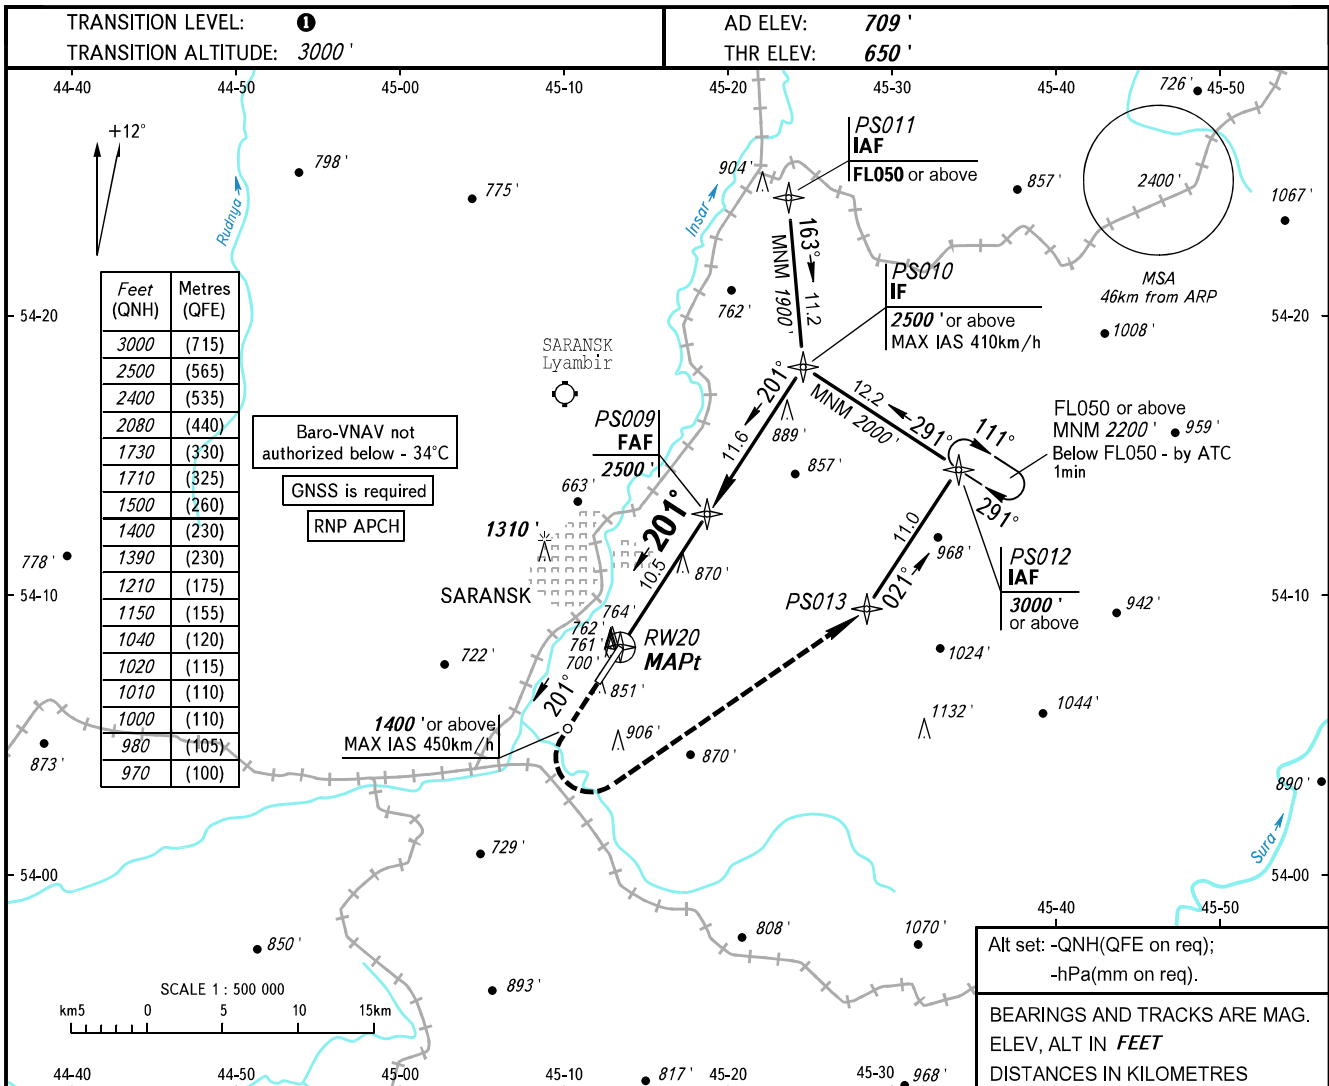 TRANSITION LEVEL: ❶
TRANSITION ALTITUDE: 3000 '
AD ELEV: 709 '
THR ELEV: 650 '
44-40 44-50 45-00 45-10 45-20 45-30 45-40 45-50
726 '
+12°
798 '
775 '
Rudnya
Insar
904 '
PS011
IAF
FL050 or above
857 '
2400 '
1067 '
MSA
46km from ARP
163°
11.2
MNM 1900'
762 '
PS010
IF
2500 ' or above
MAX IAS 410km/h
54-20
54-20
1008 '
Feet (QNH) Metres (QFE)
3000 (715)
2500 (565)
2400 (535)
2080 (440)
1730 (330)
1710 (325)
1500 (260)
1400 (230)
1390 (230)
1210 (175)
1150 (155)
1040 (120)
1020 (115)
1010 (110)
1000 (110)
980 (105)
970 (100)
SARANSK
Lyambir
Baro-VNAV not
authorized below - 34°C
GNSS is required
RNP APCH
PS009
FAF
2500 '
201°
11.6
889 '
857 '
12.2
MNM 2000'
291°
111°
291°
FL050 or above
MNM 2200 '
Below FL050 - by ATC
1min
959 '
663 '
1310 '
201°
10.5
870 '
11.0
021°
968 '
PS012
IAF
3000 '
or above
778 '
54-10
54-10
SARANSK
PS013
942 '
764 '
762 '
761 '
700 '
RW20
MAPt
722 '
1024 '
201°
851 '
1400 ' or above
MAX IAS 450km/h
906 '
870 '
1132 '
1044 '
873 '
890 '
Sura
729 '
54-00
54-00
850 '
893 '
808 '
1070 '
45-40 45-50
SCALE 1 : 500 000
km5 0 5 10 15km
Alt set: -QNH(QFE on req);
-hPa(mm on req).
BEARINGS AND TRACKS ARE MAG.
ELEV, ALT IN FEET
DISTANCES IN KILOMETRES
44-40 44-50 45-00 45-10 45-20 45-30
817 '
968 '